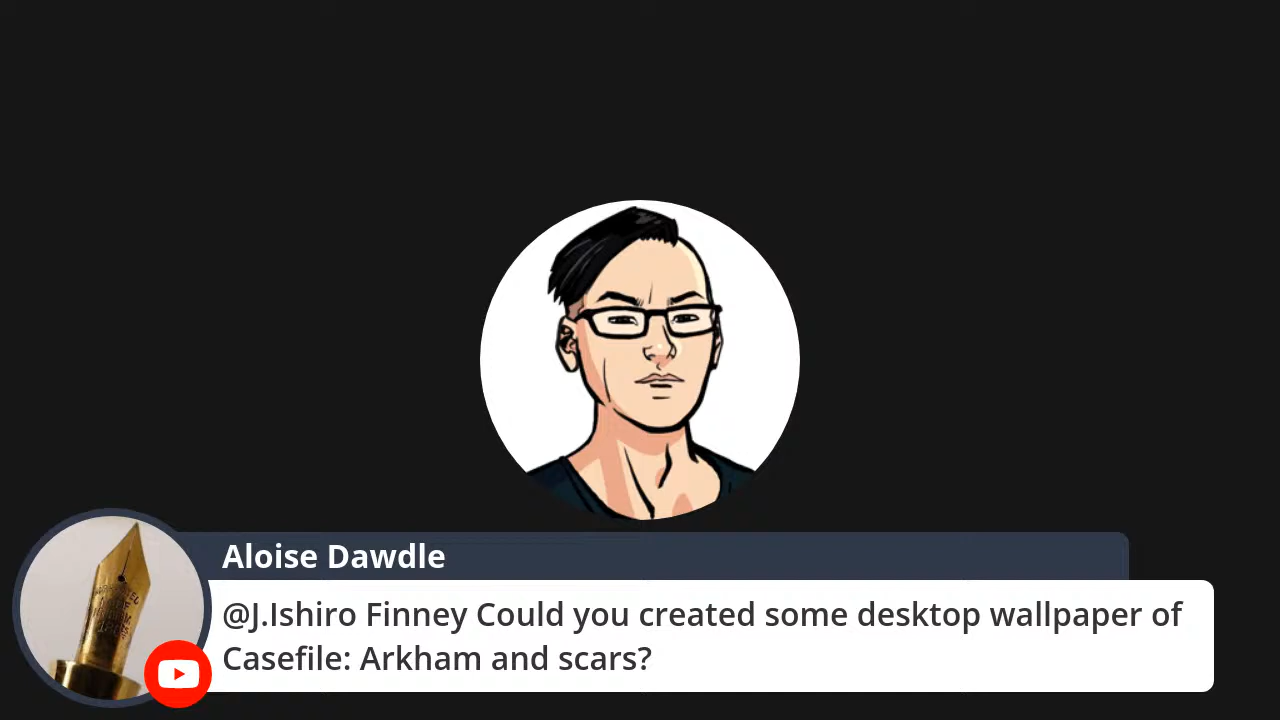 Aloise Dawdle
@J.Ishiro Finney Could you created some desktop wallpaper of
Casefile: Arkham and scars?